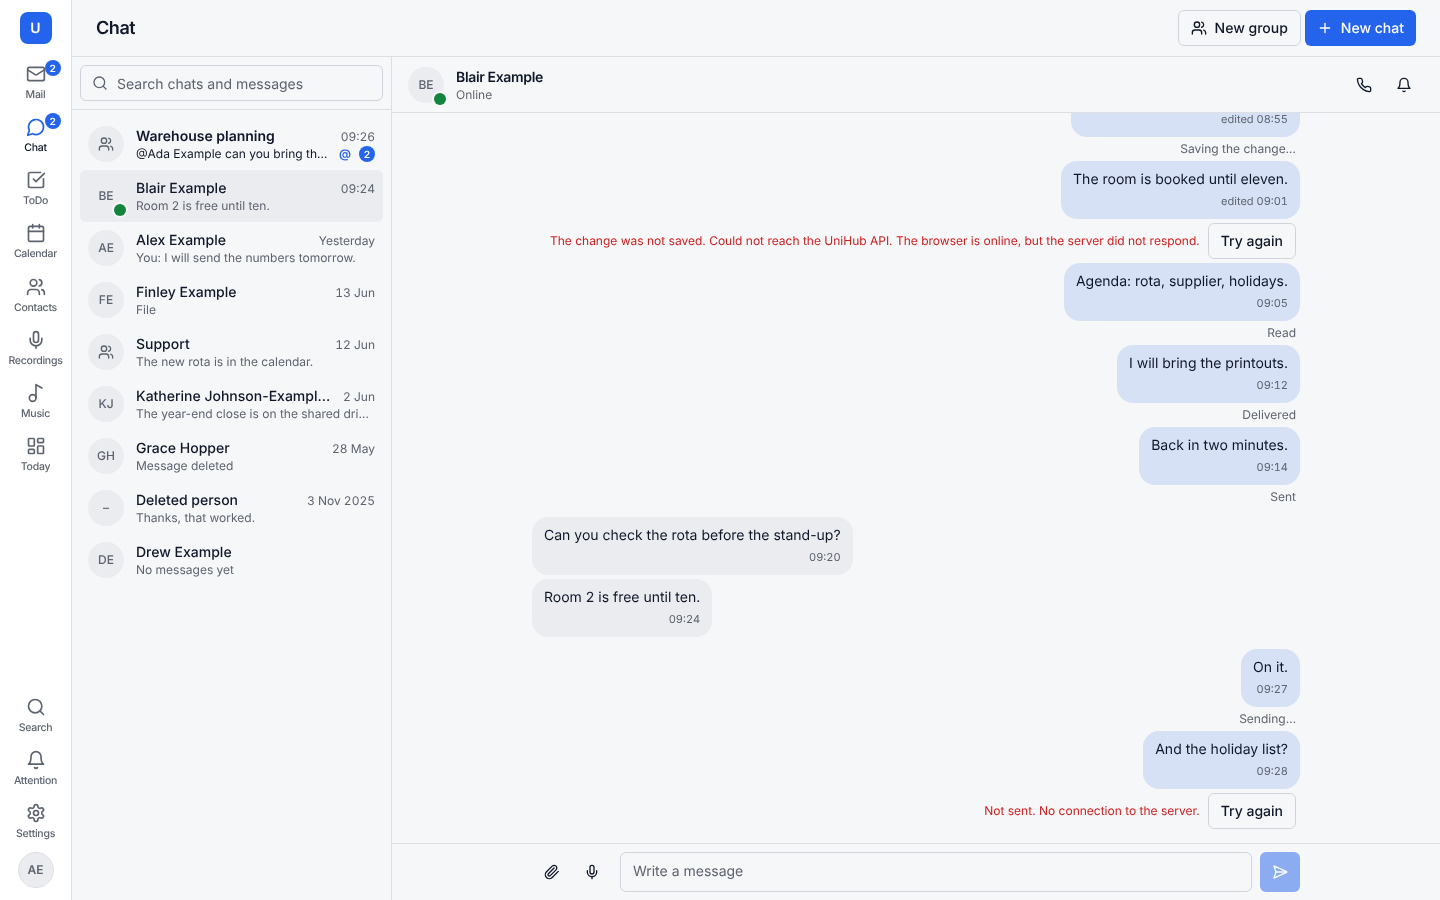 U
Mail
2
Chat
2
ToDo
Calendar
Contacts
Recordings
Music
Today
Search
Attention
Settings
AE
Chat
New group
New chat
Search chats and messages
Warehouse planning 09:26
@Ada Example can you bring th... @ 2
BE
Blair Example 09:24
Room 2 is free until ten.
AE
Alex Example Yesterday
You: I will send the numbers tomorrow.
FE
Finley Example 13 Jun
File
Support 12 Jun
The new rota is in the calendar.
KJ
Katherine Johnson-Exampl... 2 Jun
The year-end close is on the shared dri...
GH
Grace Hopper 28 May
Message deleted
–
Deleted person 3 Nov 2025
Thanks, that worked.
DE
Drew Example
No messages yet
BE
Blair Example
Online
edited 08:55
Saving the change...
The room is booked until eleven.
edited 09:01
The change was not saved. Could not reach the UniHub API. The browser is online, but the server did not respond. Try again
Agenda: rota, supplier, holidays.
09:05
Read
I will bring the printouts.
09:12
Delivered
Back in two minutes.
09:14
Sent
Can you check the rota before the stand-up?
09:20
Room 2 is free until ten.
09:24
On it.
09:27
Sending...
And the holiday list?
09:28
Not sent. No connection to the server. Try again
Write a message